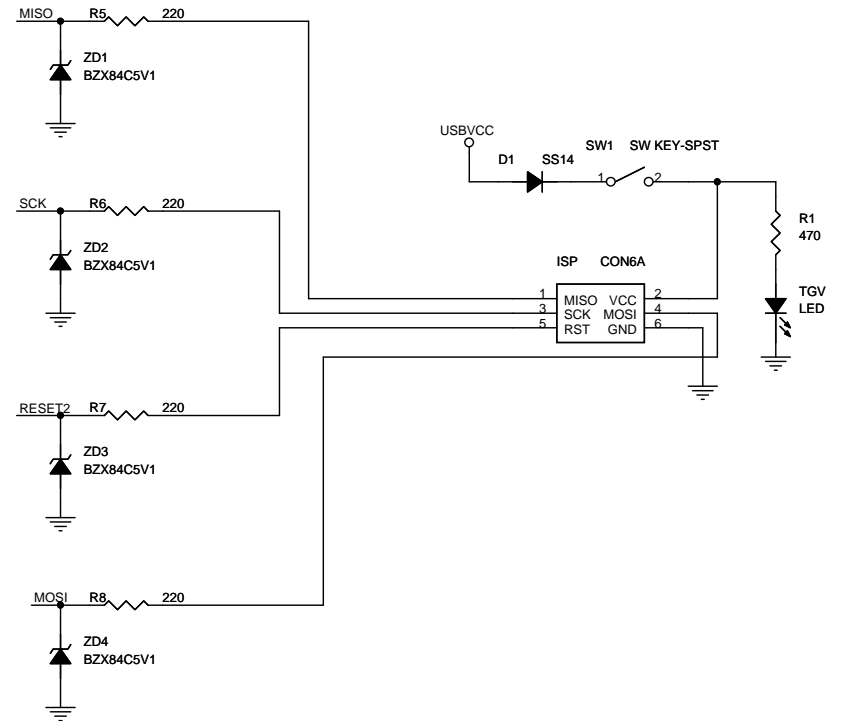 MISO R5 220
ZD1
BZX84C5V1
USBVCC
D1 SS14 SW1 SW KEY-SPST
1 2
SCK R6 220
ZD2
BZX84C5V1
R1
470
ISP CON6A
TGV
LED
1 MISO VCC 2
3 SCK MOSI 4
5 RST GND 6
RESET2 R7 220
ZD3
BZX84C5V1
MOSI R8 220
ZD4
BZX84C5V1